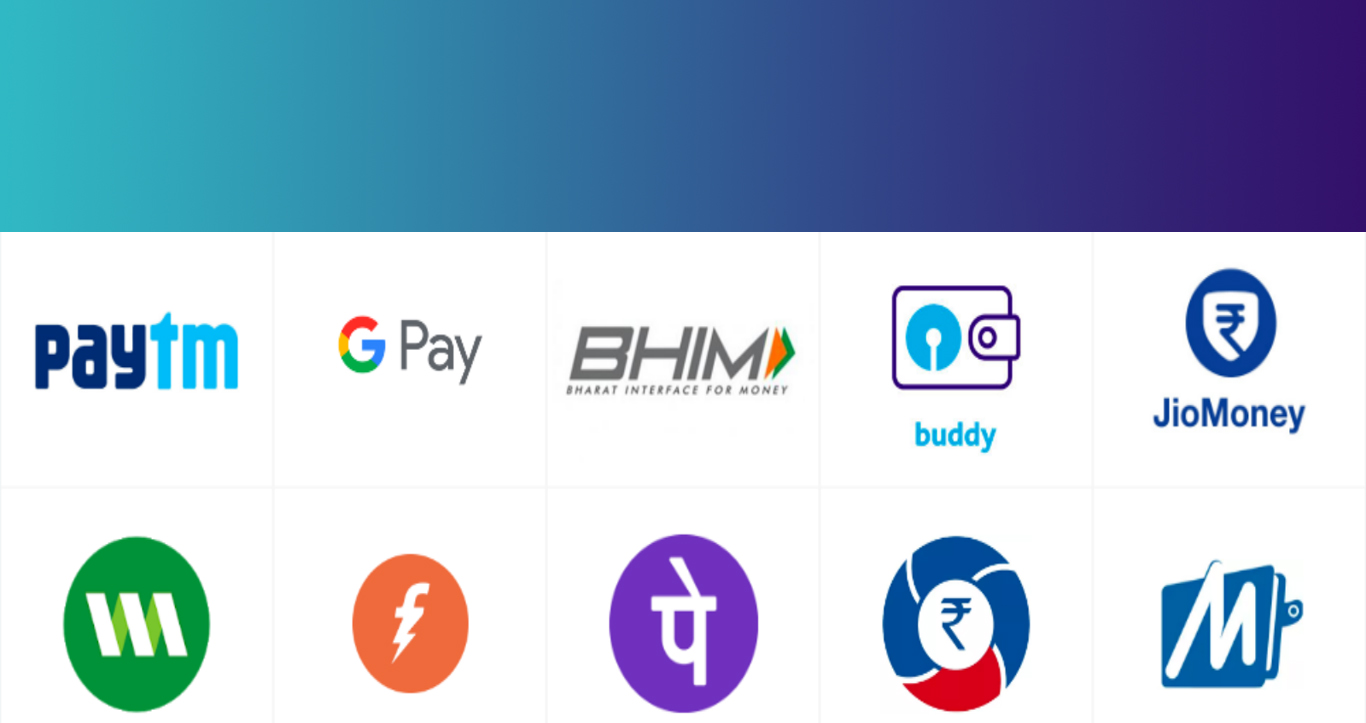 paytm
G Pay
BHIM
BHARAT INTERFACE FOR MONEY
buddy
₹
JioMoney
f
पे
₹
M